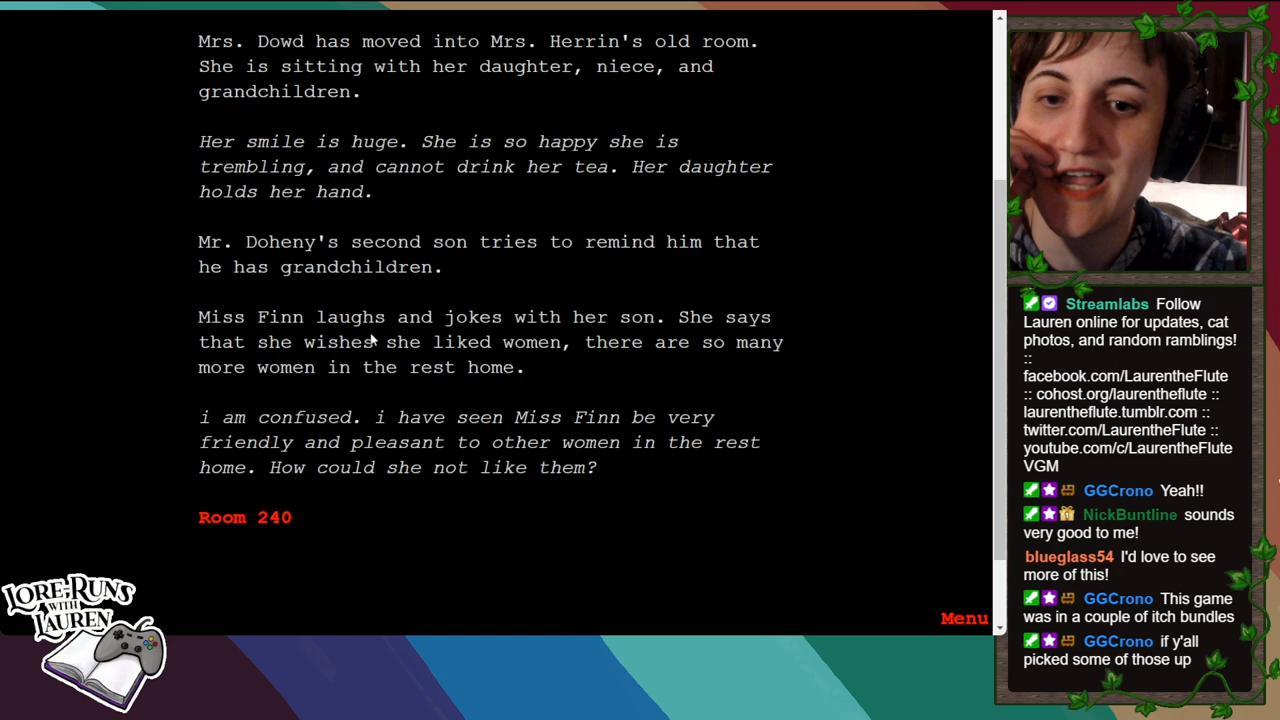 Mrs. Dowd has moved into Mrs. Herrin's old room.
She is sitting with her daughter, niece, and
grandchildren.
Her smile is huge. She is so happy she is
trembling, and cannot drink her tea. Her daughter
holds her hand.
Mr. Doheny's second son tries to remind him that
he has grandchildren.
Miss Finn laughs and jokes with her son. She says
that she wishes she liked women, there are so many
more women in the rest home.
i am confused. i have seen Miss Finn be very
friendly and pleasant to other women in the rest
home. How could she not like them?
Room 240
Menu
LORE-RUNS
WITH
LAUREN
Streamlabs Follow
Lauren online for updates, cat
photos, and random ramblings!
::
facebook.com/LaurentheFlute
:: cohost.org/laurentheflute ::
laurentheflute.tumblr.com ::
twitter.com/LaurentheFlute ::
youtube.com/c/LaurentheFlute
VGM
GGCrono Yeah!!
NickBuntline sounds
very good to me!
blueglass54 I'd love to see
more of this!
GGCrono This game
was in a couple of itch bundles
GGCrono if y'all
picked some of those up